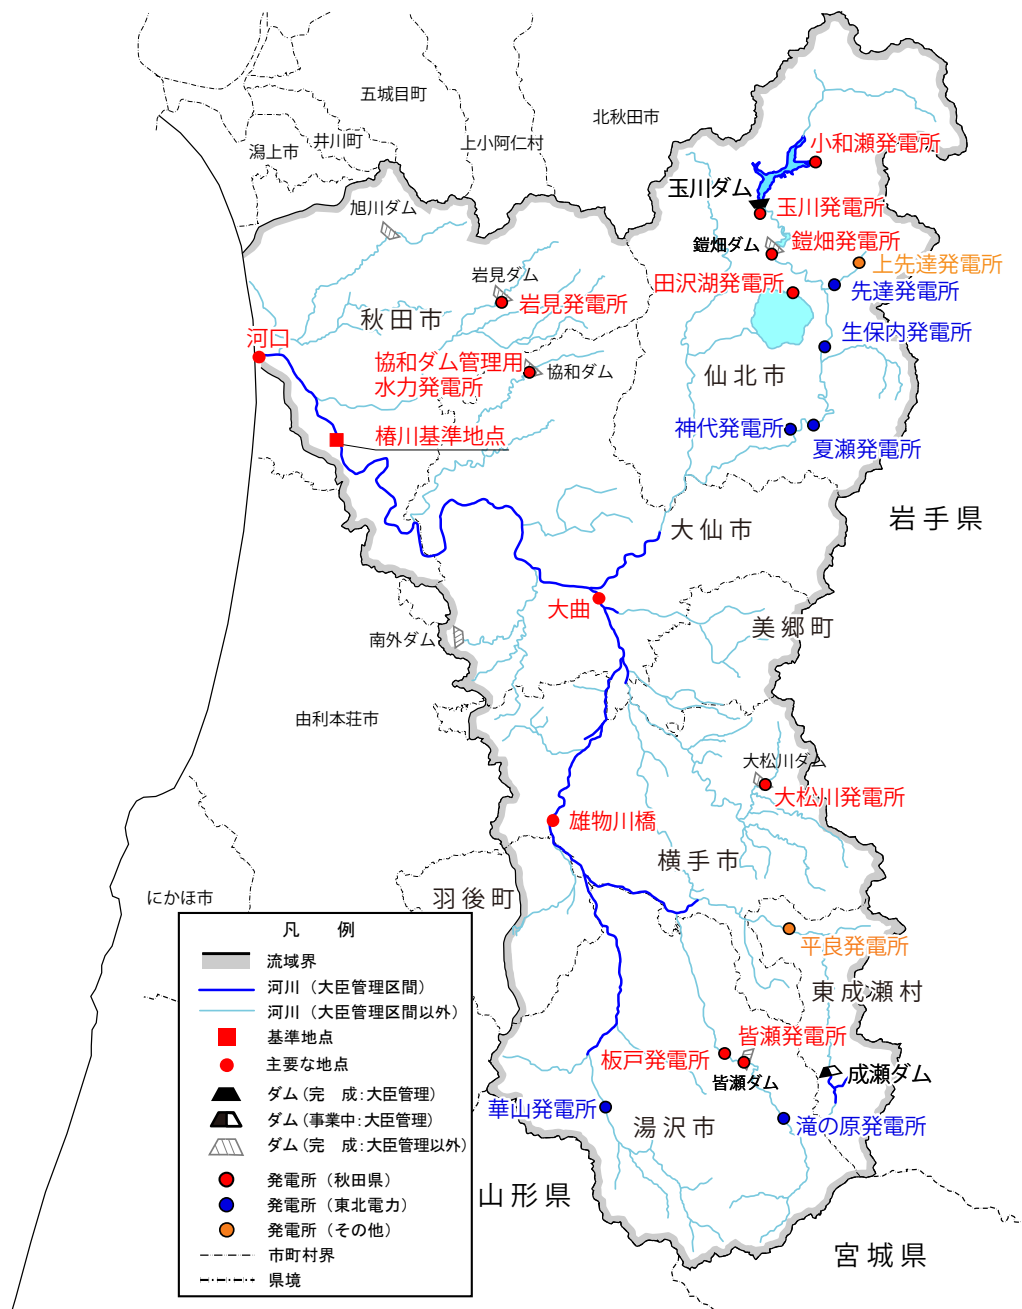 五城目町
北秋田市
井川町
上小阿仁村
潟上市
小和瀬発電所
玉川ダム
旭川ダム
玉川発電所
鎧畑ダム
鎧畑発電所
上先達発電所
岩見ダム
田沢湖発電所
先達発電所
岩見発電所
秋田市
河口
生保内発電所
協和ダム管理用
水力発電所
協和ダム
仙北市
椿川基準地点
神代発電所
夏瀬発電所
大仙市
岩手県
大曲
美郷町
南外ダム
由利本荘市
大松川ダム
大松川発電所
雄物川橋
横手市
にかほ市
羽後町
平良発電所
東成瀬村
皆瀬発電所
板戸発電所
皆瀬ダム
成瀬ダム
華山発電所
湯沢市
滝の原発電所
山形県
宮城県
凡 例
流域界
河川（大臣管理区間）
河川（大臣管理区間以外）
基準地点
主要な地点
ダム（完 成：大臣管理）
ダム（事業中：大臣管理）
ダム（完 成：大臣管理以外）
発電所（秋田県）
発電所（東北電力）
発電所（その他）
市町村界
県境